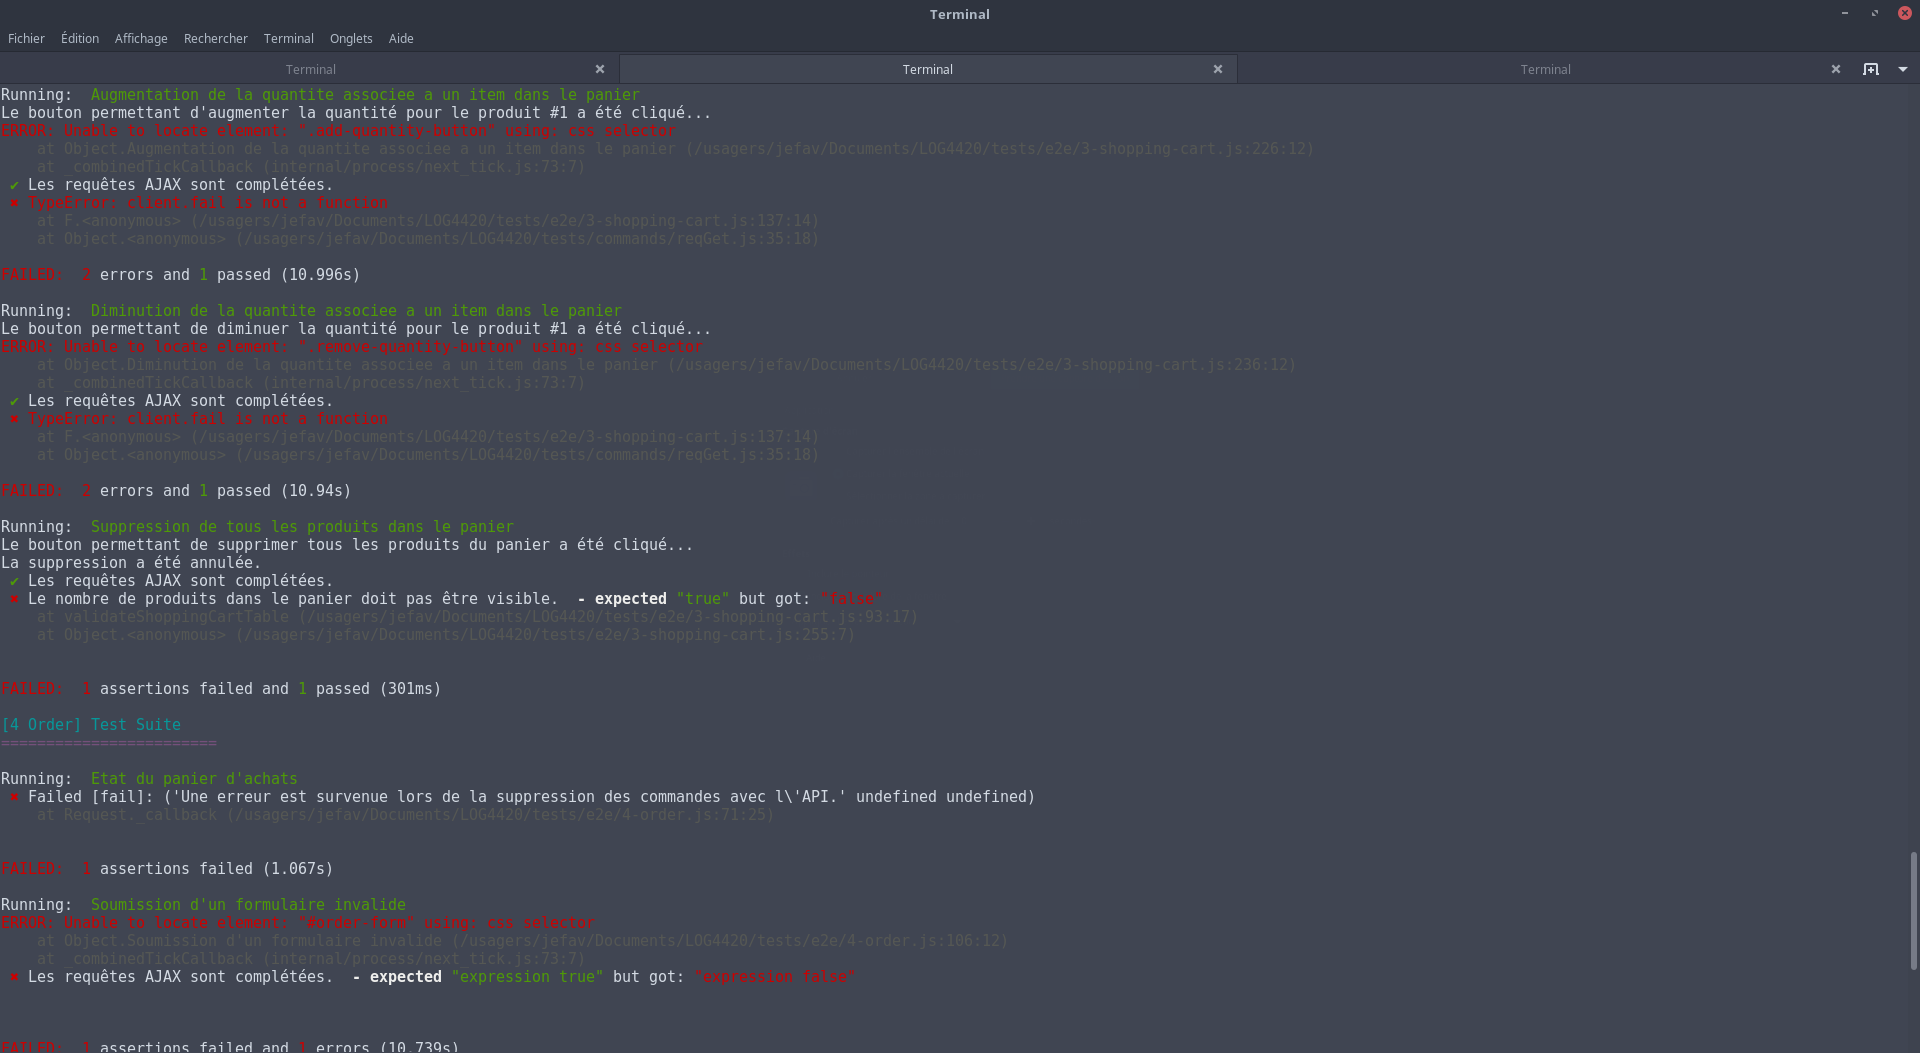 Terminal
Fichier Édition Affichage Rechercher Terminal Onglets Aide
Terminal Terminal Terminal
Running:  Augmentation de la quantite associee a un item dans le panier
Le bouton permettant d'augmenter la quantité pour le produit #1 a été cliqué...
ERROR: Unable to locate element: ".add-quantity-button" using: css selector
    at Object.Augmentation de la quantite associee a un item dans le panier (/usagers/jefav/Documents/LOG4420/tests/e2e/3-shopping-cart.js:226:12)
    at _combinedTickCallback (internal/process/next_tick.js:73:7)
 ✔ Les requêtes AJAX sont complétées.
 ✖ TypeError: client.fail is not a function
    at F.<anonymous> (/usagers/jefav/Documents/LOG4420/tests/e2e/3-shopping-cart.js:137:14)
    at Object.<anonymous> (/usagers/jefav/Documents/LOG4420/tests/commands/reqGet.js:35:18)
FAILED:  2 errors and 1 passed (10.996s)
Running:  Diminution de la quantite associee a un item dans le panier
Le bouton permettant de diminuer la quantité pour le produit #1 a été cliqué...
ERROR: Unable to locate element: ".remove-quantity-button" using: css selector
    at Object.Diminution de la quantite associee a un item dans le panier (/usagers/jefav/Documents/LOG4420/tests/e2e/3-shopping-cart.js:236:12)
    at _combinedTickCallback (internal/process/next_tick.js:73:7)
 ✔ Les requêtes AJAX sont complétées.
 ✖ TypeError: client.fail is not a function
    at F.<anonymous> (/usagers/jefav/Documents/LOG4420/tests/e2e/3-shopping-cart.js:137:14)
    at Object.<anonymous> (/usagers/jefav/Documents/LOG4420/tests/commands/reqGet.js:35:18)
FAILED:  2 errors and 1 passed (10.94s)
Running:  Suppression de tous les produits dans le panier
Le bouton permettant de supprimer tous les produits du panier a été cliqué...
La suppression a été annulée.
 ✔ Les requêtes AJAX sont complétées.
 ✖ Le nombre de produits dans le panier doit pas être visible.  - expected "true" but got: "false"
    at validateShoppingCartTable (/usagers/jefav/Documents/LOG4420/tests/e2e/3-shopping-cart.js:93:17)
    at Object.<anonymous> (/usagers/jefav/Documents/LOG4420/tests/e2e/3-shopping-cart.js:255:7)
FAILED:  1 assertions failed and 1 passed (301ms)
[4 Order] Test Suite
========================
Running:  Etat du panier d'achats
 ✖ Failed [fail]: ('Une erreur est survenue lors de la suppression des commandes avec l\'API.' undefined undefined)
    at Request._callback (/usagers/jefav/Documents/LOG4420/tests/e2e/4-order.js:71:25)
FAILED:  1 assertions failed (1.067s)
Running:  Soumission d'un formulaire invalide
ERROR: Unable to locate element: "#order-form" using: css selector
    at Object.Soumission d'un formulaire invalide (/usagers/jefav/Documents/LOG4420/tests/e2e/4-order.js:106:12)
    at _combinedTickCallback (internal/process/next_tick.js:73:7)
 ✖ Les requêtes AJAX sont complétées.  - expected "expression true" but got: "expression false"
FAILED:  1 assertions failed and 1 errors (10.739s)